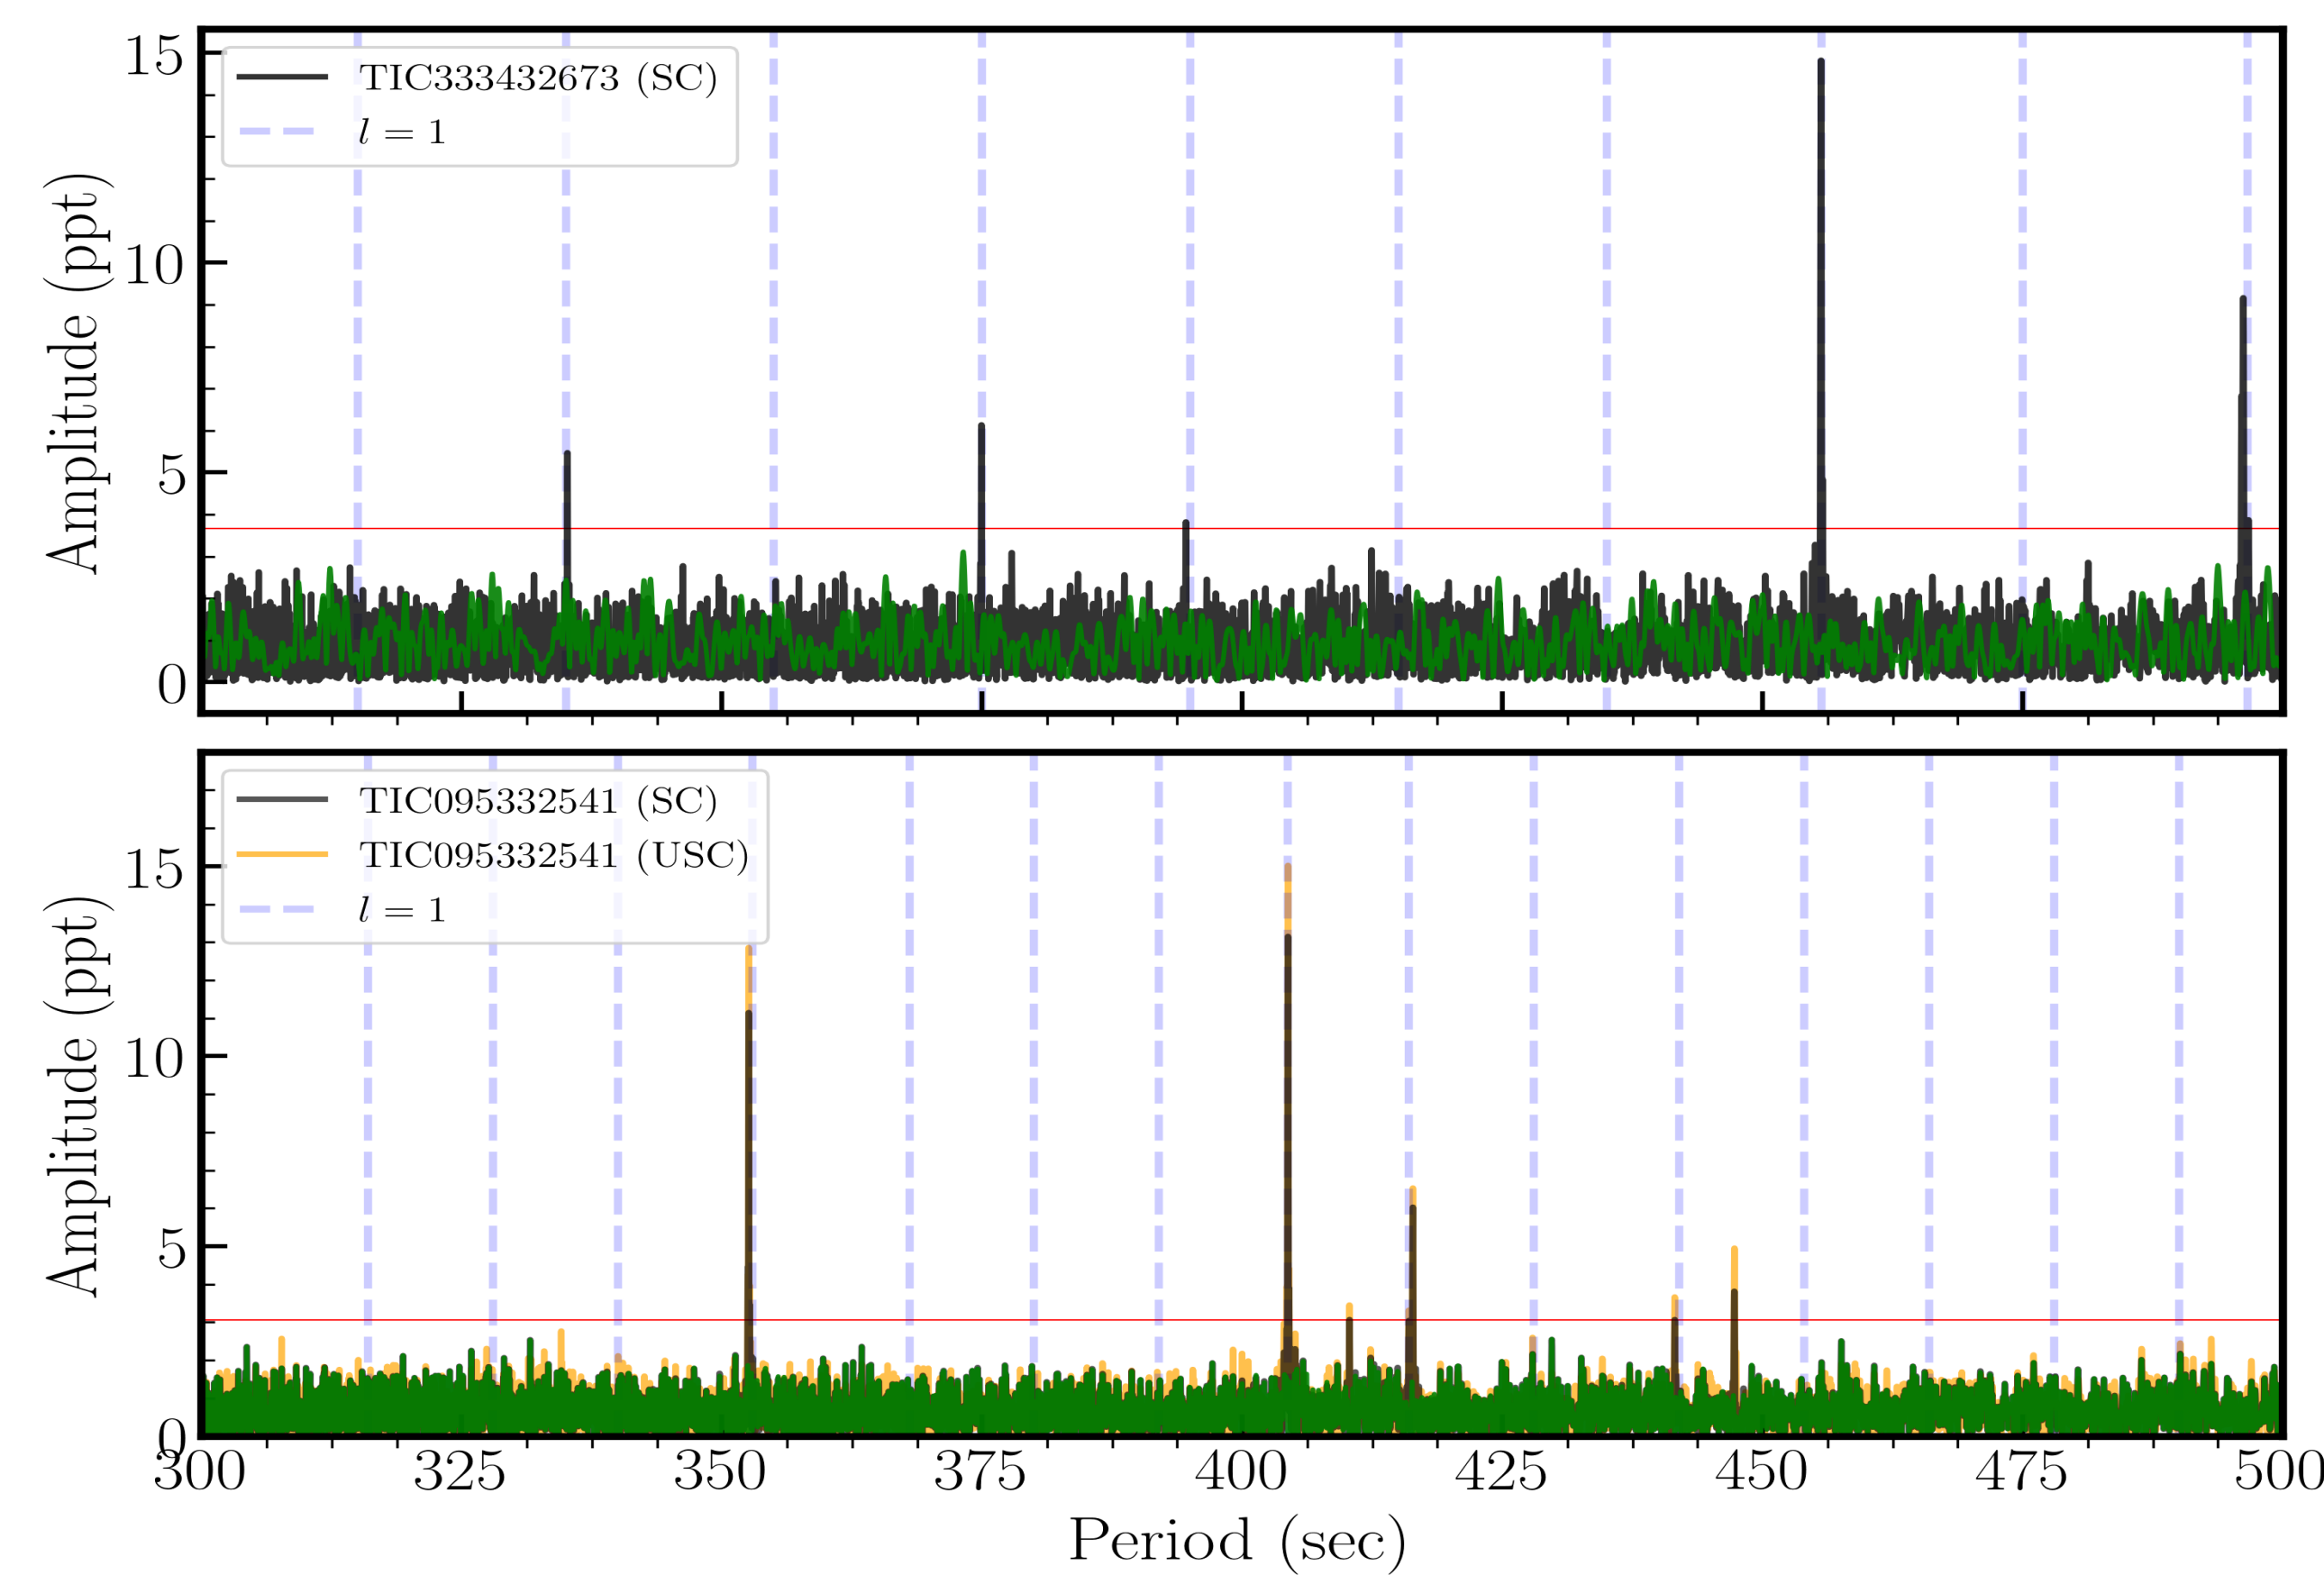 15
TIC333432673 (SC)
l = 1
10
5
0
Amplitude (ppt)
TIC095332541 (SC)
TIC095332541 (USC)
l = 1
15
10
5
0
Amplitude (ppt)
300 325 350 375 400 425 450 475 500
Period (sec)